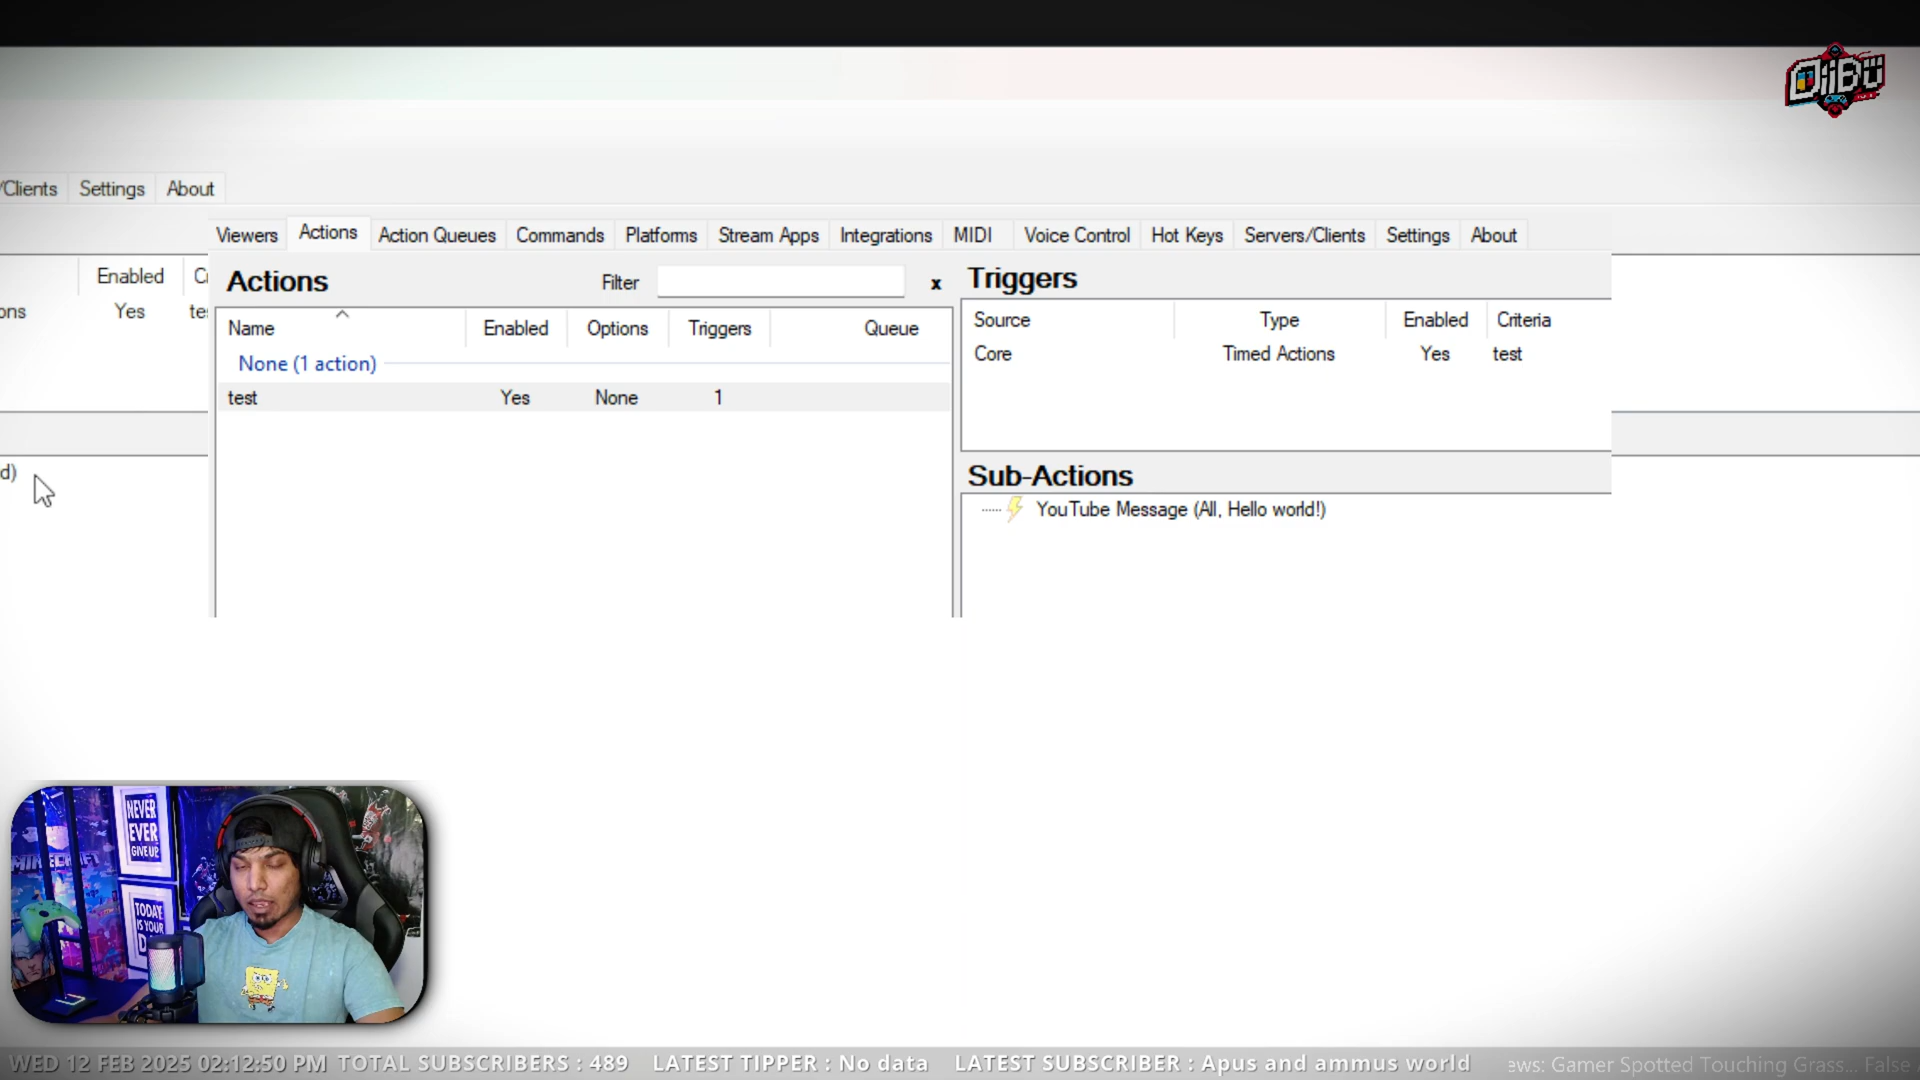 OiiBü
/Clients Settings About
Viewers Actions Action Queues Commands Platforms Stream Apps Integrations MIDI Voice Control Hot Keys Servers/Clients Settings About
Enabled
ons Yes
Actions Filter x
Name Enabled Options Triggers Queue
None (1 action)
test Yes None 1
Triggers
Source Type Enabled Criteria
Core Timed Actions Yes test
Sub-Actions
YouTube Message (All, Hello world!)
d)
NEVER
EVER
GIVE UP
MINECRAFT
TODAY
IS YOUR
WED 12 FEB 2025 02:12:50 PM TOTAL SUBSCRIBERS : 489 LATEST TIPPER : No data LATEST SUBSCRIBER : Apus and ammus world ews: Gamer Spotted Touching Grass... False